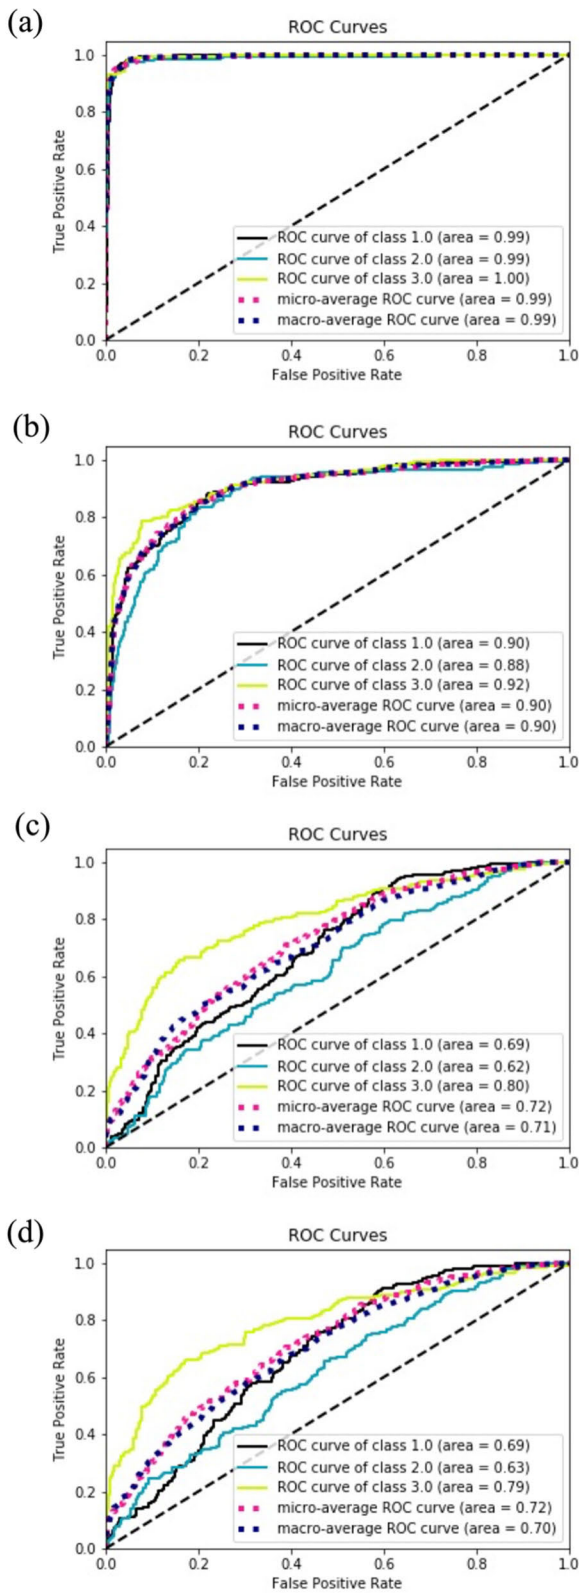 (a)
ROC Curves
1.0
0.8
0.6
0.4
0.2
0.0
True Positive Rate
ROC curve of class 1.0 (area = 0.99)
ROC curve of class 2.0 (area = 0.99)
ROC curve of class 3.0 (area = 1.00)
micro-average ROC curve (area = 0.99)
macro-average ROC curve (area = 0.99)
0.0 0.2 0.4 0.6 0.8 1.0
False Positive Rate
(b)
ROC Curves
1.0
0.8
0.6
0.4
0.2
0.0
True Positive Rate
ROC curve of class 1.0 (area = 0.90)
ROC curve of class 2.0 (area = 0.88)
ROC curve of class 3.0 (area = 0.92)
micro-average ROC curve (area = 0.90)
macro-average ROC curve (area = 0.90)
0.0 0.2 0.4 0.6 0.8 1.0
False Positive Rate
(c)
ROC Curves
1.0
0.8
0.6
0.4
0.2
0.0
True Positive Rate
ROC curve of class 1.0 (area = 0.69)
ROC curve of class 2.0 (area = 0.62)
ROC curve of class 3.0 (area = 0.80)
micro-average ROC curve (area = 0.72)
macro-average ROC curve (area = 0.71)
0.0 0.2 0.4 0.6 0.8 1.0
False Positive Rate
(d)
ROC Curves
1.0
0.8
0.6
0.4
0.2
0.0
True Positive Rate
ROC curve of class 1.0 (area = 0.69)
ROC curve of class 2.0 (area = 0.63)
ROC curve of class 3.0 (area = 0.79)
micro-average ROC curve (area = 0.72)
macro-average ROC curve (area = 0.70)
0.0 0.2 0.4 0.6 0.8 1.0
False Positive Rate